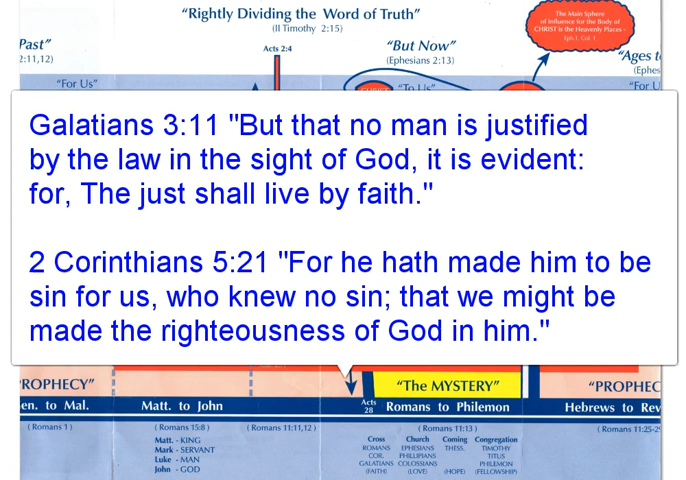 "Rightly Dividing the Word of Truth"
(II Timothy 2:15)
The Main Sphere
of Influence for the Body of
CHRIST is the Heavenly Places -
Eph.1, Col. 1
Past"
2:11,12)
Acts 2:4
"But Now"
(Ephesians 2:13)
"Ages t
(Ephes
"For Us"
"To Us"
"For U
Galatians 3:11 "But that no man is justified
by the law in the sight of God, it is evident:
for, The just shall live by faith."
2 Corinthians 5:21 "For he hath made him to be
sin for us, who knew no sin; that we might be
made the righteousness of God in him."
ROPHECY"
"The MYSTERY"
"PROPHEC
en. to Mal.
Matt. to John
Acts
28
Romans to Philemon
Hebrews to Rev
( Romans 1 )
( Romans 15:8 )
( Romans 11:11,12 )
( Romans 11:13 )
(Romans 11:25-2
Matt. - KING
Mark - SERVANT
Luke - MAN
John - GOD
Cross Church Coming Congregation
ROMANS EPHESIANS THESS. TIMOTHY
COR. PHILIPPIANS TITUS
GALATIANS COLOSSIANS PHILEMON
(FAITH) (LOVE) (HOPE) (FELLOWSHIP)